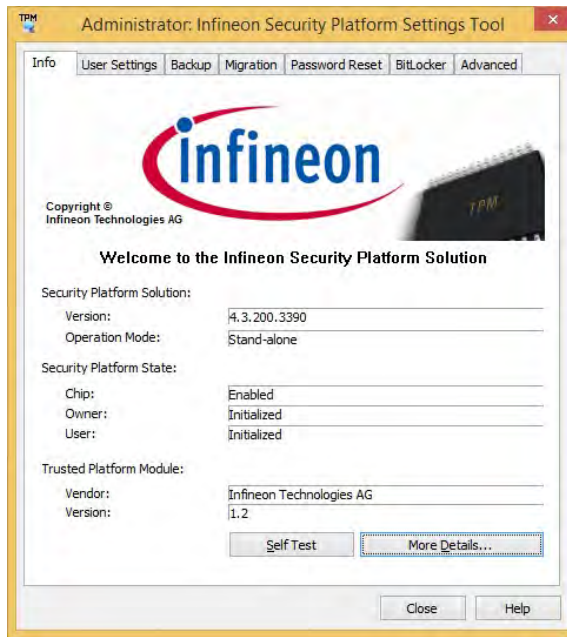 TPM
Administrator: Infineon Security Platform Settings Tool
Info User Settings Backup Migration Password Reset BitLocker Advanced
infineon
TPM
Copyright ©
Infineon Technologies AG
Welcome to the Infineon Security Platform Solution
Security Platform Solution:
Version: 4.3.200.3390
Operation Mode: Stand-alone
Security Platform State:
Chip: Enabled
Owner: Initialized
User: Initialized
Trusted Platform Module:
Vendor: Infineon Technologies AG
Version: 1.2
Self Test More Details...
Close Help